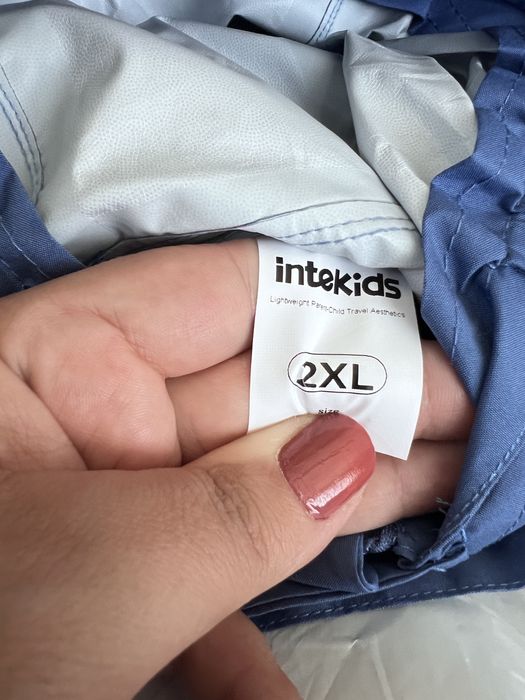 intekids
Lightweight Parent-Child Travel Aesthetics
2XL
size